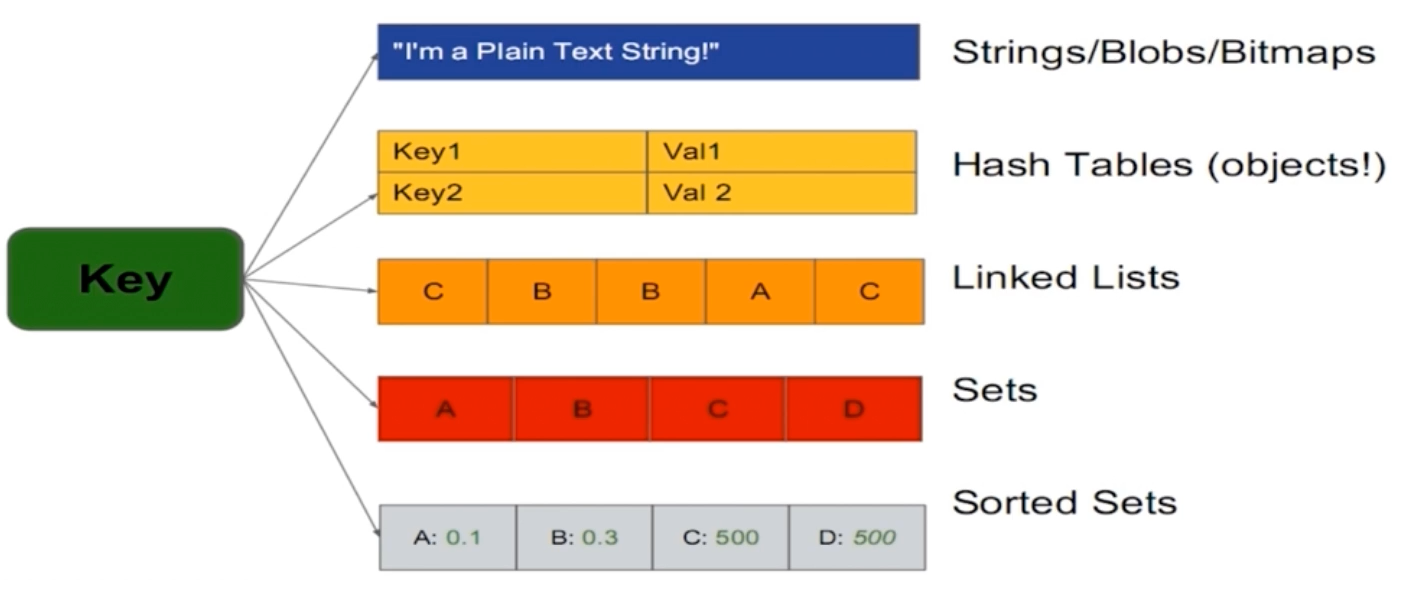 "I'm a Plain Text String!"
Strings/Blobs/Bitmaps
Key1 Val1
Key2 Val 2
Hash Tables (objects!)
Key
C B B A C
Linked Lists
A B C D
Sets
A: 0.1 B: 0.3 C: 500 D: 500
Sorted Sets